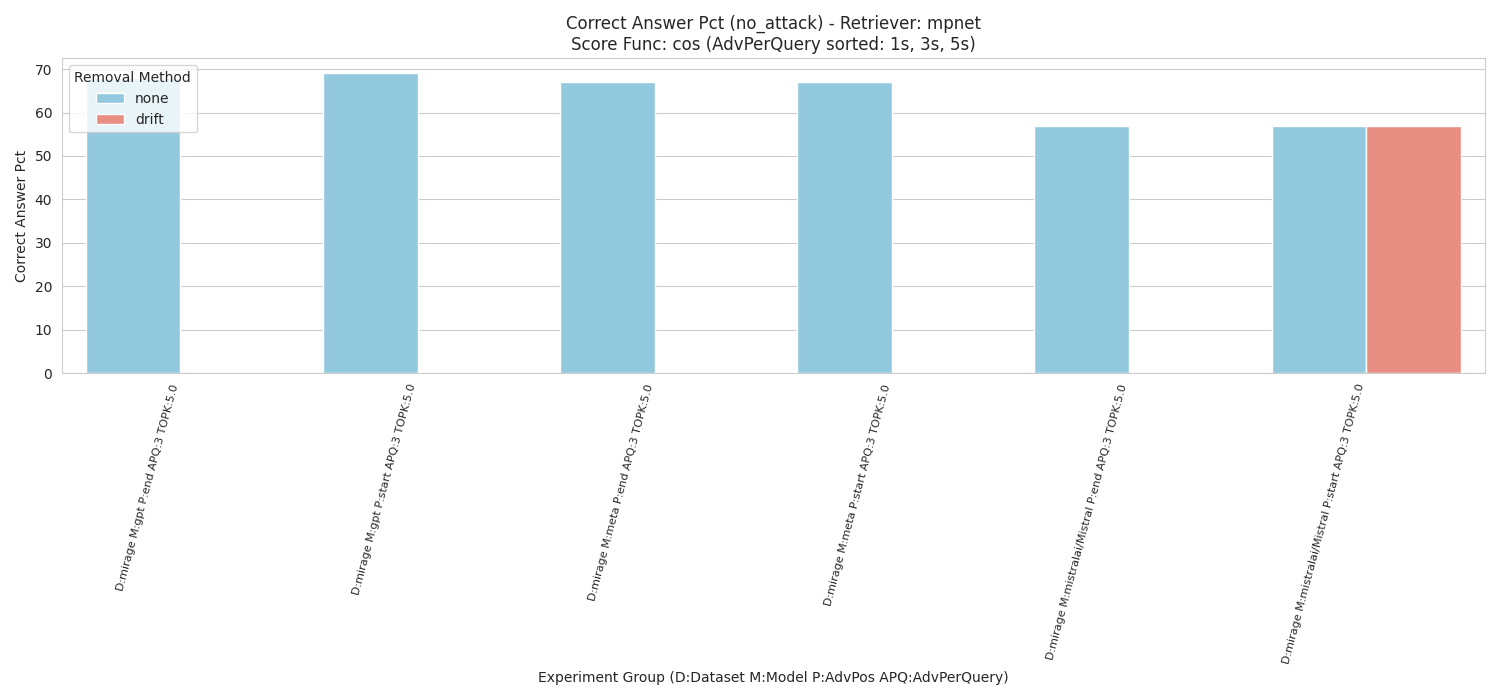 Correct Answer Pct (no_attack) - Retriever: mpnet
Score Func: cos (AdvPerQuery sorted: 1s, 3s, 5s)
Removal Method
none
drift
Correct Answer Pct
70
60
50
40
30
20
10
0
D:mirage M:gpt P:end APQ:3 TOPK:5.0
D:mirage M:gpt P:start APQ:3 TOPK:5.0
D:mirage M:meta P:end APQ:3 TOPK:5.0
D:mirage M:meta P:start APQ:3 TOPK:5.0
D:mirage M:mistralai/Mistral P:end APQ:3 TOPK:5.0
D:mirage M:mistralai/Mistral P:start APQ:3 TOPK:5.0
Experiment Group (D:Dataset M:Model P:AdvPos APQ:AdvPerQuery)